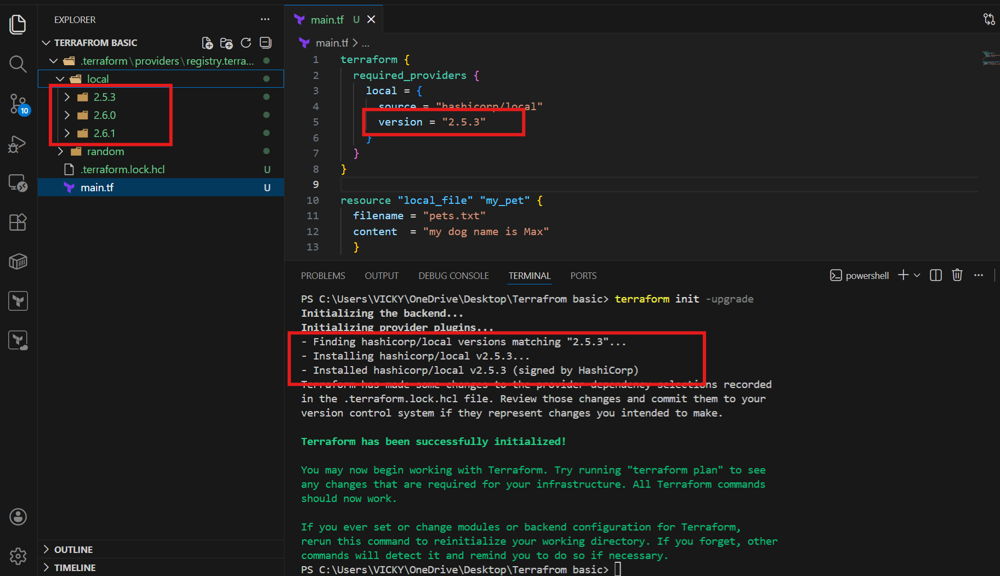 EXPLORER
TERRAFROM BASIC
.terraform\providers\registry.terra...
local
2.5.3
2.6.0
2.6.1
random
.terraform.lock.hcl U
main.tf U
10
OUTLINE
TIMELINE
main.tf U
main.tf > ...
1 terraform {
2 required_providers {
3 local = {
4 source = "hashicorp/local"
5 version = "2.5.3"
6 }
7 }
8 }
9
10 resource "local_file" "my_pet" {
11 filename = "pets.txt"
12 content = "my dog name is Max"
13 }
PROBLEMS OUTPUT DEBUG CONSOLE TERMINAL PORTS
powershell
PS C:\Users\VICKY\OneDrive\Desktop\Terrafrom basic> terraform init -upgrade
Initializing the backend...
Initializing provider plugins...
- Finding hashicorp/local versions matching "2.5.3"...
- Installing hashicorp/local v2.5.3...
- Installed hashicorp/local v2.5.3 (signed by HashiCorp)
Terraform has made some changes to the provider dependency selections recorded
in the .terraform.lock.hcl file. Review those changes and commit them to your
version control system if they represent changes you intended to make.
Terraform has been successfully initialized!
You may now begin working with Terraform. Try running "terraform plan" to see
any changes that are required for your infrastructure. All Terraform commands
should now work.
If you ever set or change modules or backend configuration for Terraform,
rerun this command to reinitialize your working directory. If you forget, other
commands will detect it and remind you to do so if necessary.
PS C:\Users\VICKY\OneDrive\Desktop\Terrafrom basic>